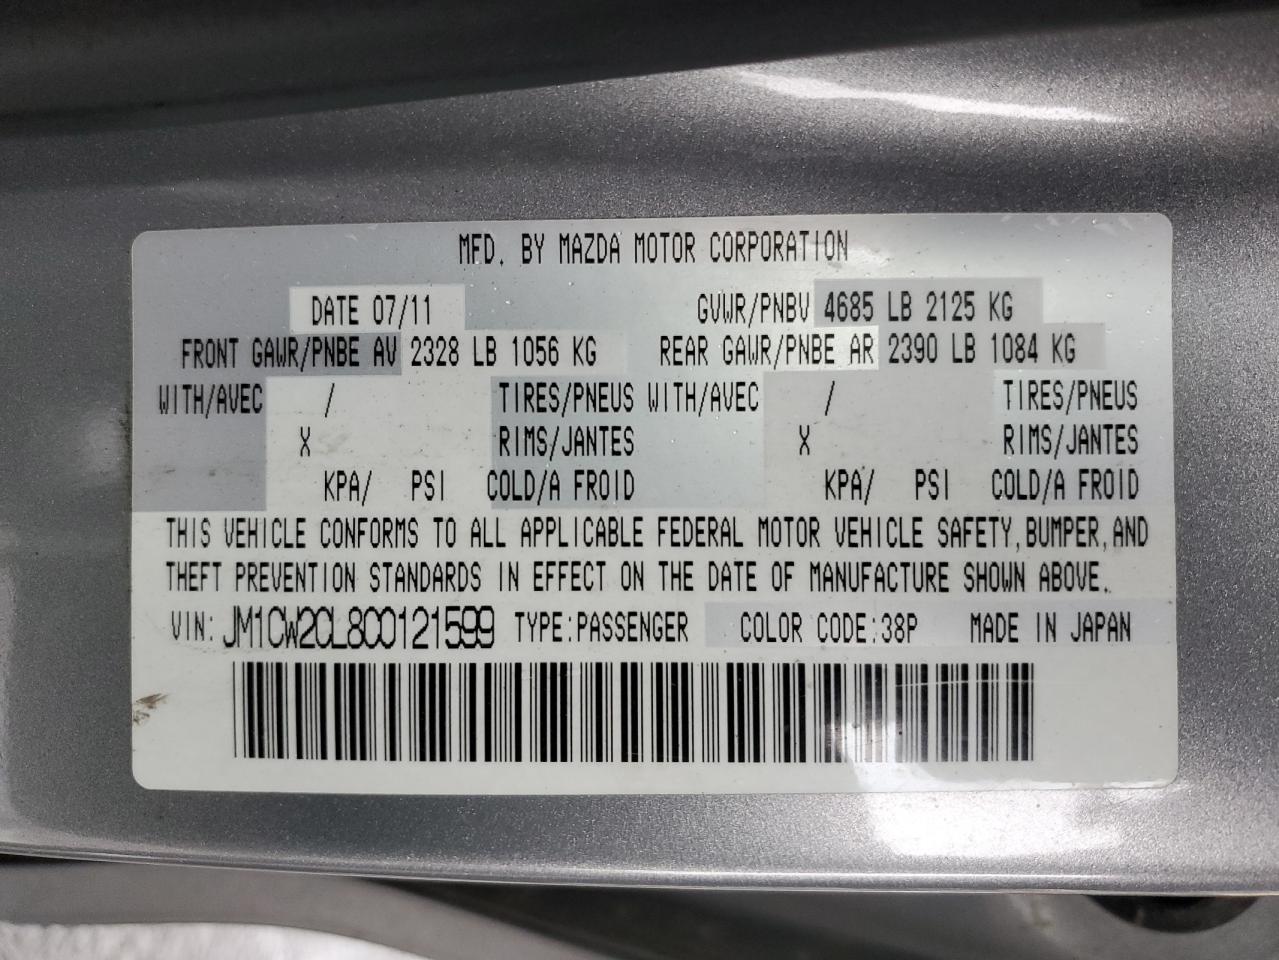 MFD. BY MAZDA MOTOR CORPORATION
DATE 07/11 GVWR/PNBV 4685 LB 2125 KG
FRONT GAWR/PNBE AV 2328 LB 1056 KG REAR GAWR/PNBE AR 2390 LB 1084 KG
WITH/AVEC / TIRES/PNEUS WITH/AVEC / TIRES/PNEUS
X RIMS/JANTES X RIMS/JANTES
KPA/ PSI COLD/A FROID KPA/ PSI COLD/A FROID
THIS VEHICLE CONFORMS TO ALL APPLICABLE FEDERAL MOTOR VEHICLE SAFETY, BUMPER, AND
THEFT PREVENTION STANDARDS IN EFFECT ON THE DATE OF MANUFACTURE SHOWN ABOVE.
VIN: JM1CW2CL8C0121599 TYPE:PASSENGER COLOR CODE:38P MADE IN JAPAN